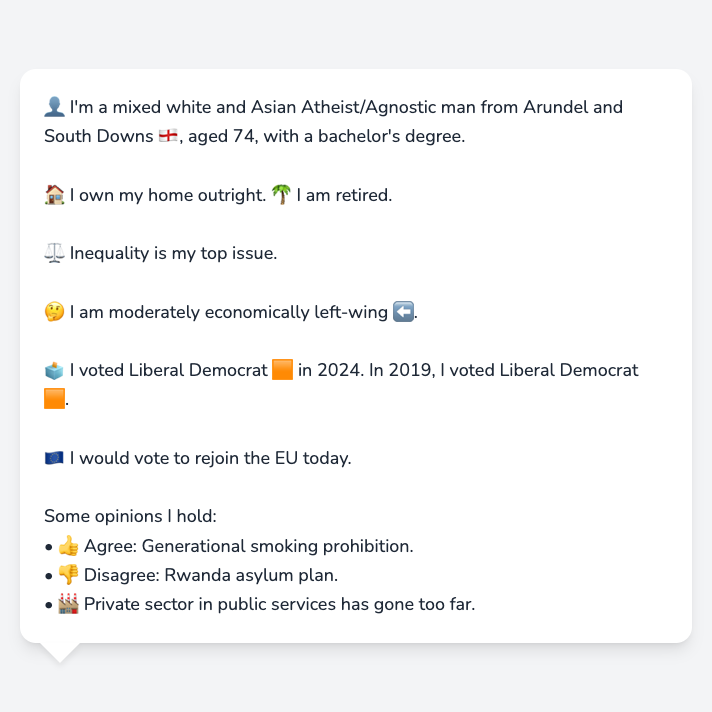 👤 I'm a mixed white and Asian Atheist/Agnostic man from Arundel and
South Downs 🏴󠁧󠁢󠁥󠁮󠁧󠁿, aged 74, with a bachelor's degree.
🏠 I own my home outright. 🌴 I am retired.
⚖️ Inequality is my top issue.
🤔 I am moderately economically left-wing ⬅️.
🗳️ I voted Liberal Democrat 🟧 in 2024. In 2019, I voted Liberal Democrat
🟧.
🇪🇺 I would vote to rejoin the EU today.
Some opinions I hold:
• 👍 Agree: Generational smoking prohibition.
• 👎 Disagree: Rwanda asylum plan.
• 🏭 Private sector in public services has gone too far.